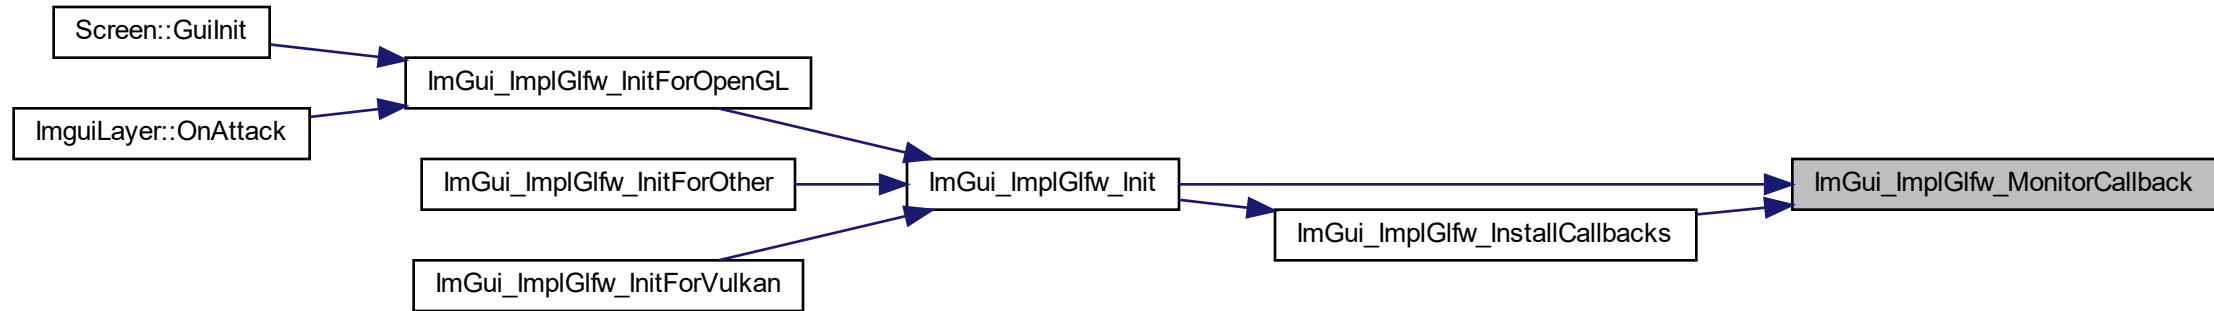 Screen::GuiInit
ImguiLayer::OnAttack
ImGui_ImplGlfw_InitForOpenGL
ImGui_ImplGlfw_InitForOther
ImGui_ImplGlfw_InitForVulkan
ImGui_ImplGlfw_Init
ImGui_ImplGlfw_InstallCallbacks
ImGui_ImplGlfw_MonitorCallback